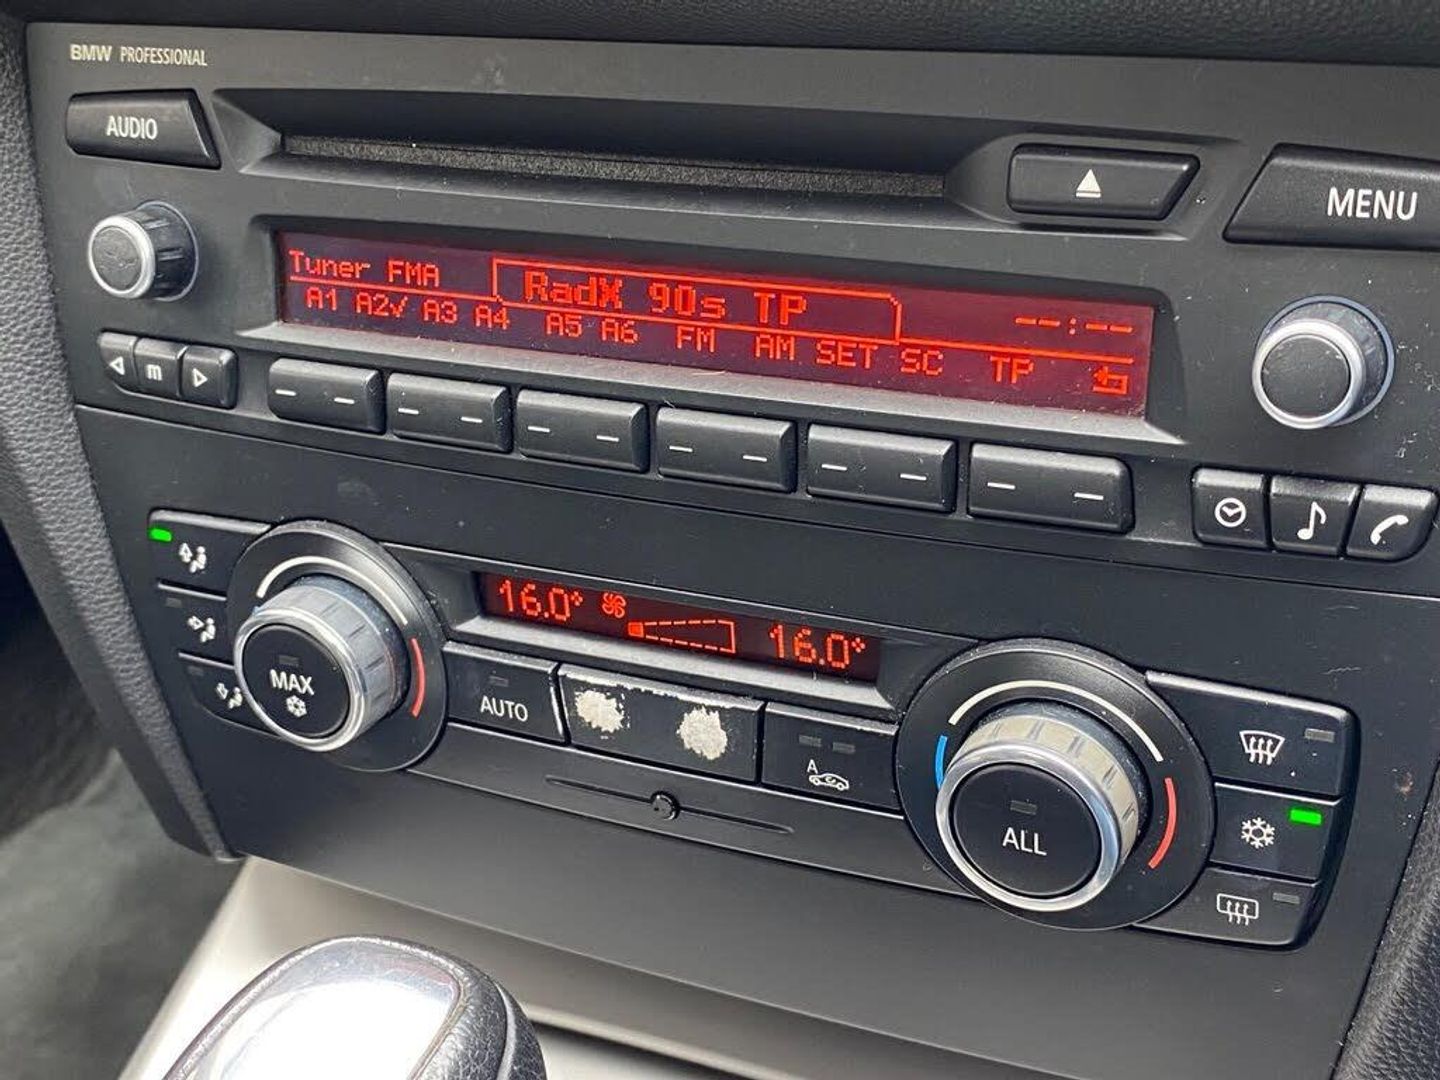 BMW PROFESSIONAL
AUDIO
MENU
Tuner FMA
RadX 90s TP
--:--
A1 A2√ A3 A4 A5 A6 FM AM SET SC TP
m
16.0°
16.0°
MAX
AUTO
A
ALL